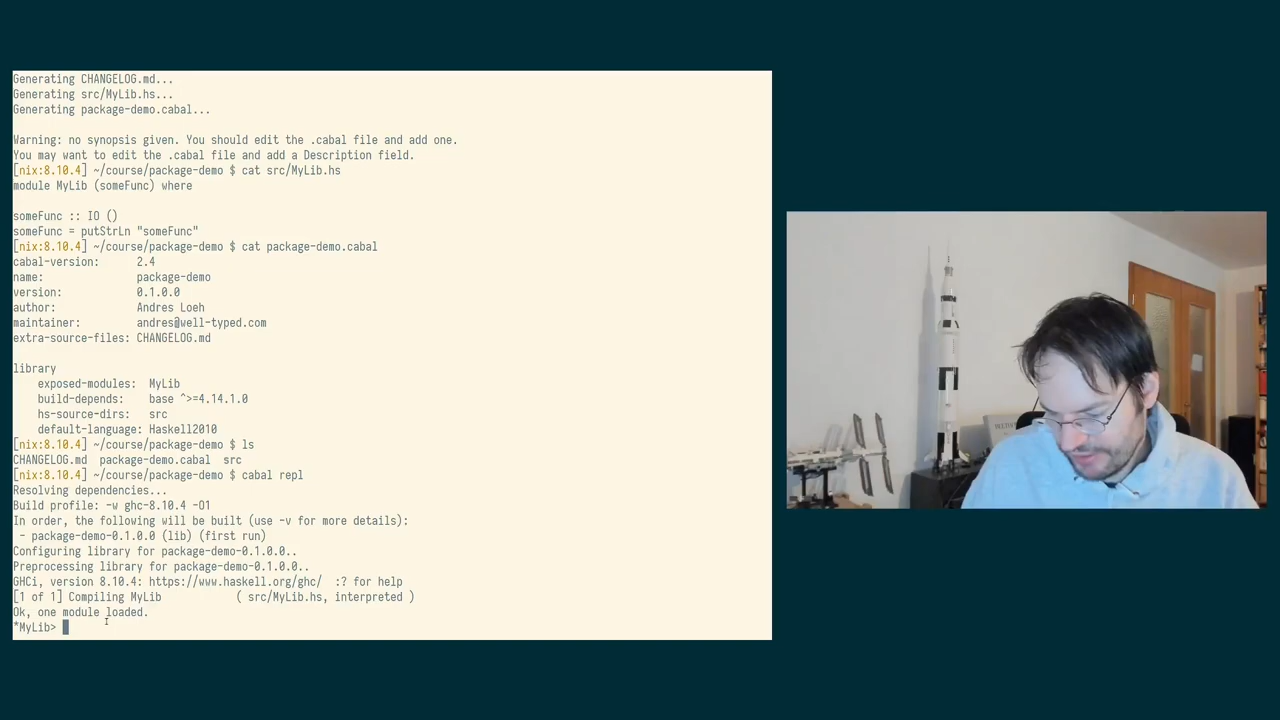 Generating CHANGELOG.md...
Generating src/MyLib.hs...
Generating package-demo.cabal...
Warning: no synopsis given. You should edit the .cabal file and add one.
You may want to edit the .cabal file and add a Description field.
[nix:8.10.4] ~/course/package-demo $ cat src/MyLib.hs
module MyLib (someFunc) where
someFunc :: IO ()
someFunc = putStrLn "someFunc"
[nix:8.10.4] ~/course/package-demo $ cat package-demo.cabal
cabal-version:      2.4
name:               package-demo
version:            0.1.0.0
author:             Andres Loeh
maintainer:         andres@well-typed.com
extra-source-files: CHANGELOG.md
library
    exposed-modules:  MyLib
    build-depends:    base ^>=4.14.1.0
    hs-source-dirs:   src
    default-language: Haskell2010
[nix:8.10.4] ~/course/package-demo $ ls
CHANGELOG.md  package-demo.cabal  src
[nix:8.10.4] ~/course/package-demo $ cabal repl
Resolving dependencies...
Build profile: -w ghc-8.10.4 -O1
In order, the following will be built (use -v for more details):
 - package-demo-0.1.0.0 (lib) (first run)
Configuring library for package-demo-0.1.0.0..
Preprocessing library for package-demo-0.1.0.0..
GHCi, version 8.10.4: https://www.haskell.org/ghc/  :? for help
[1 of 1] Compiling MyLib            ( src/MyLib.hs, interpreted )
Ok, one module loaded.
*MyLib>